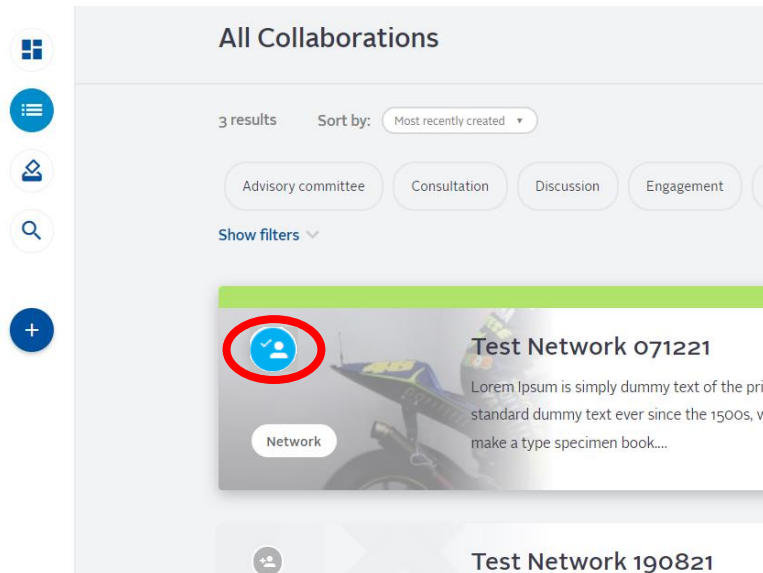 All Collaborations
3 results Sort by: Most recently created
Advisory committee Consultation Discussion Engagement
Show filters
Test Network 071221
Lorem Ipsum is simply dummy text of the pri
standard dummy text ever since the 1500s, w
make a type specimen book....
Network
Test Network 190821